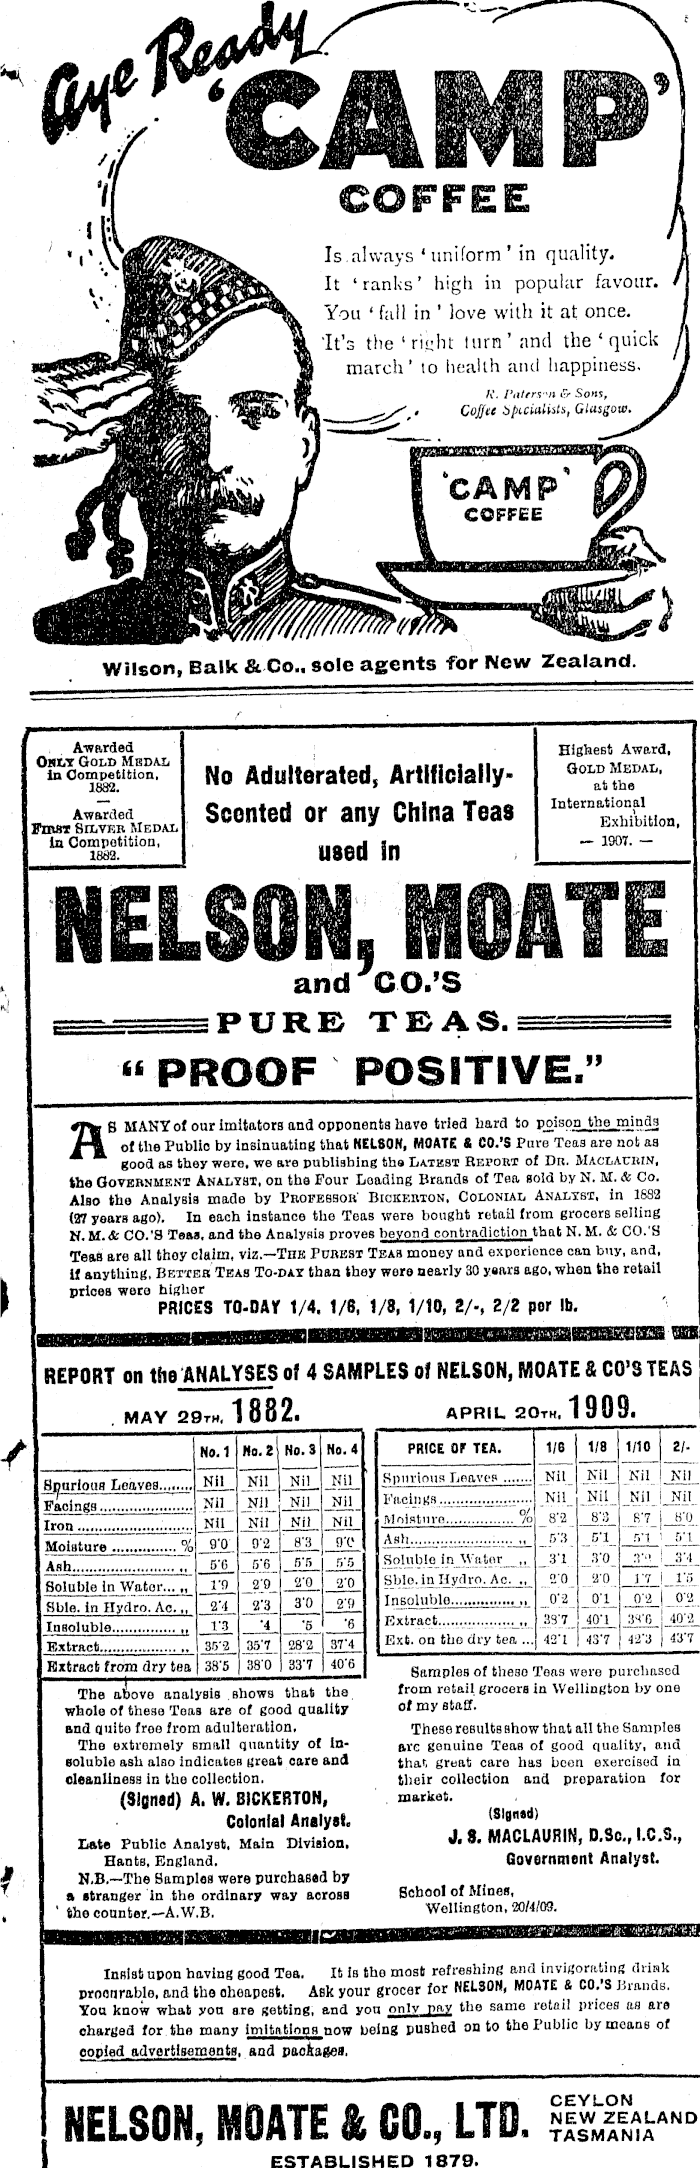 Aye Ready
'CAMP'
COFFEE
Is always 'uniform' in quality.
It 'ranks' high in popular favour.
You 'fall in' love with it at once.
It's the 'right turn' and the 'quick
march' to health and happiness.
R. Paterson & Sons,
Coffee Specialists, Glasgow.
'CAMP'
COFFEE
Wilson, Balk & Co., sole agents for New Zealand.
Awarded
ONLY GOLD MEDAL
in Competition,
1882.
—
Awarded
FIRST SILVER MEDAL
in Competition,
1882.
No Adulterated, Artificially-
Scented or any China Teas
used in
Highest Award,
GOLD MEDAL,
at the
International
Exhibition,
— 1907. —
NELSON, MOATE
and CO.'S
PURE TEAS.
"PROOF POSITIVE."
AS MANY of our imitators and opponents have tried hard to poison the minds
of the Public by insinuating that NELSON, MOATE & CO.'S Pure Teas are not as
good as they were, we are publishing the LATEST REPORT of DR. MACLAURIN,
the GOVERNMENT ANALYST, on the Four Leading Brands of Tea sold by N. M. & Co.
Also the Analysis made by PROFESSOR BICKERTON, COLONIAL ANALYST, in 1882
(27 years ago). In each instance the Teas were bought retail from grocers selling
N. M. & CO.'S Teas, and the Analysis proves beyond contradiction that N. M. & CO.'S
Teas are all they claim, viz.—THE PUREST TEAS money and experience can buy, and,
if anything, BETTER TEAS TO-DAY than they were nearly 30 years ago, when the retail
prices were higher
PRICES TO-DAY 1/4, 1/6, 1/8, 1/10, 2/-, 2/2 per lb.
REPORT on the ANALYSES of 4 SAMPLES of NELSON, MOATE & CO'S TEAS
MAY 29TH, 1882.
No. 1 No. 2 No. 3 No. 4
Spurious Leaves........ Nil Nil Nil Nil
Facings........................ Nil Nil Nil Nil
Iron ............................ Nil Nil Nil Nil
Moisture .............. % 9'0 9'2 8'3 9'0
Ash..................... „ 5'6 5'6 5'5 5'5
Soluble in Water... „ 1'9 2'9 2'0 2'0
Sble. in Hydro. Ac. „ 2'4 2'3 3'0 2'9
Insoluble............... „ 1'3 '4 '5 '6
Extract.................. „ 35'2 35'7 28'2 37'4
Extract from dry tea 38'5 38'0 33'7 40'6
The above analysis shows that the
whole of these Teas are of good quality
and quite free from adulteration.
The extremely small quantity of in-
soluble ash also indicates great care and
cleanliness in the collection.
(Signed) A. W. BICKERTON,
Colonial Analyst.
Late Public Analyst, Main Division,
Hants, England.
N.B.—The Samples were purchased by
a stranger in the ordinary way across
the counter.—A.W.B.
APRIL 20TH, 1909.
PRICE OF TEA. 1/6 1/8 1/10 2/-
Spurious Leaves ....... Nil Nil Nil Nil
Facings........................ Nil Nil Nil Nil
Moisture................. % 8'2 8'3 8'7 8'0
Ash........................ „ 5'3 5'1 5'1 5'1
Soluble in Water „ 3'1 3'0 3'4
Sble. in Hydro. Ac. „ 2'0 2'0 1'7 1'5
Insoluble............... „ 0'2 0'1 0'2 0'2
Extract................... „ 38'7 40'1 38'6 40'2
Ext. on the dry tea ... 42'1 43'7 42'3 43'7
Samples of these Teas were purchased
from retail grocers in Wellington by one
of my staff.
These results show that all the Samples
are genuine Teas of good quality, and
that great care has been exercised in
their collection and preparation for
market.
(Signed)
J. S. MACLAURIN, D.Sc., I.C.S.,
Government Analyst.
School of Mines,
Wellington, 20/4/09.
Insist upon having good Tea. It is the most refreshing and invigorating drink
procurable, and the cheapest. Ask your grocer for NELSON, MOATE & CO.'S Brands.
You know what you are getting, and you only pay the same retail prices as are
charged for the many imitations now being pushed on to the Public by means of
copied advertisements, and packages.
NELSON, MOATE & CO., LTD.
CEYLON
NEW ZEALAND
TASMANIA
ESTABLISHED 1879.